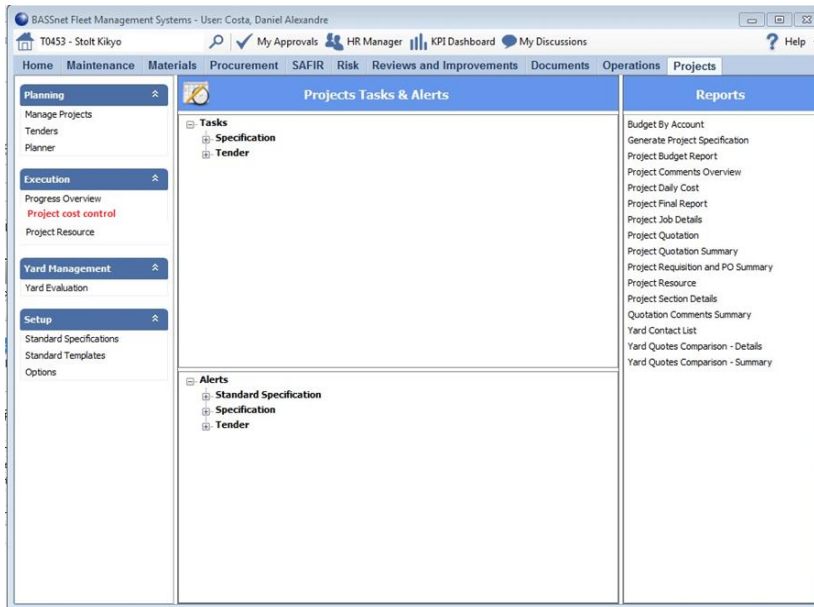 BASSnet Fleet Management Systems - User: Costa, Daniel Alexandre
T0453 - Stolt Kikyo My Approvals HR Manager KPI Dashboard My Discussions ? Help
Home Maintenance Materials Procurement SAFIR Risk Reviews and Improvements Documents Operations Projects
Planning
Manage Projects
Tenders
Planner
Execution
Progress Overview
Project cost control
Project Resource
Yard Management
Yard Evaluation
Setup
Standard Specifications
Standard Templates
Options
Projects Tasks & Alerts
Tasks
Specification
Tender
Alerts
Standard Specification
Specification
Tender
Reports
Budget By Account
Generate Project Specification
Project Budget Report
Project Comments Overview
Project Daily Cost
Project Final Report
Project Job Details
Project Quotation
Project Quotation Summary
Project Requisition and PO Summary
Project Resource
Project Section Details
Quotation Comments Summary
Yard Contact List
Yard Quotes Comparison - Details
Yard Quotes Comparison - Summary